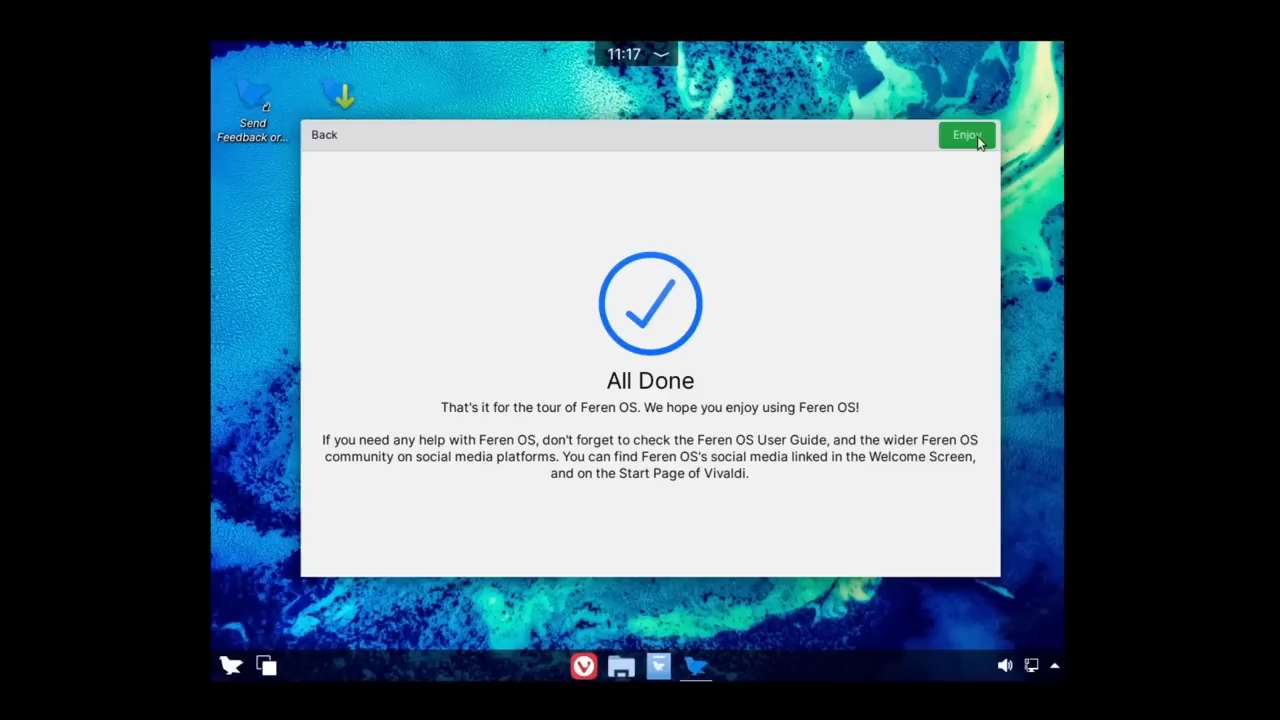 11:17
Send
Feedback or...
Back
Enjoy
All Done
That's it for the tour of Feren OS. We hope you enjoy using Feren OS!
If you need any help with Feren OS, don't forget to check the Feren OS User Guide, and the wider Feren OS
community on social media platforms. You can find Feren OS's social media linked in the Welcome Screen,
and on the Start Page of Vivaldi.